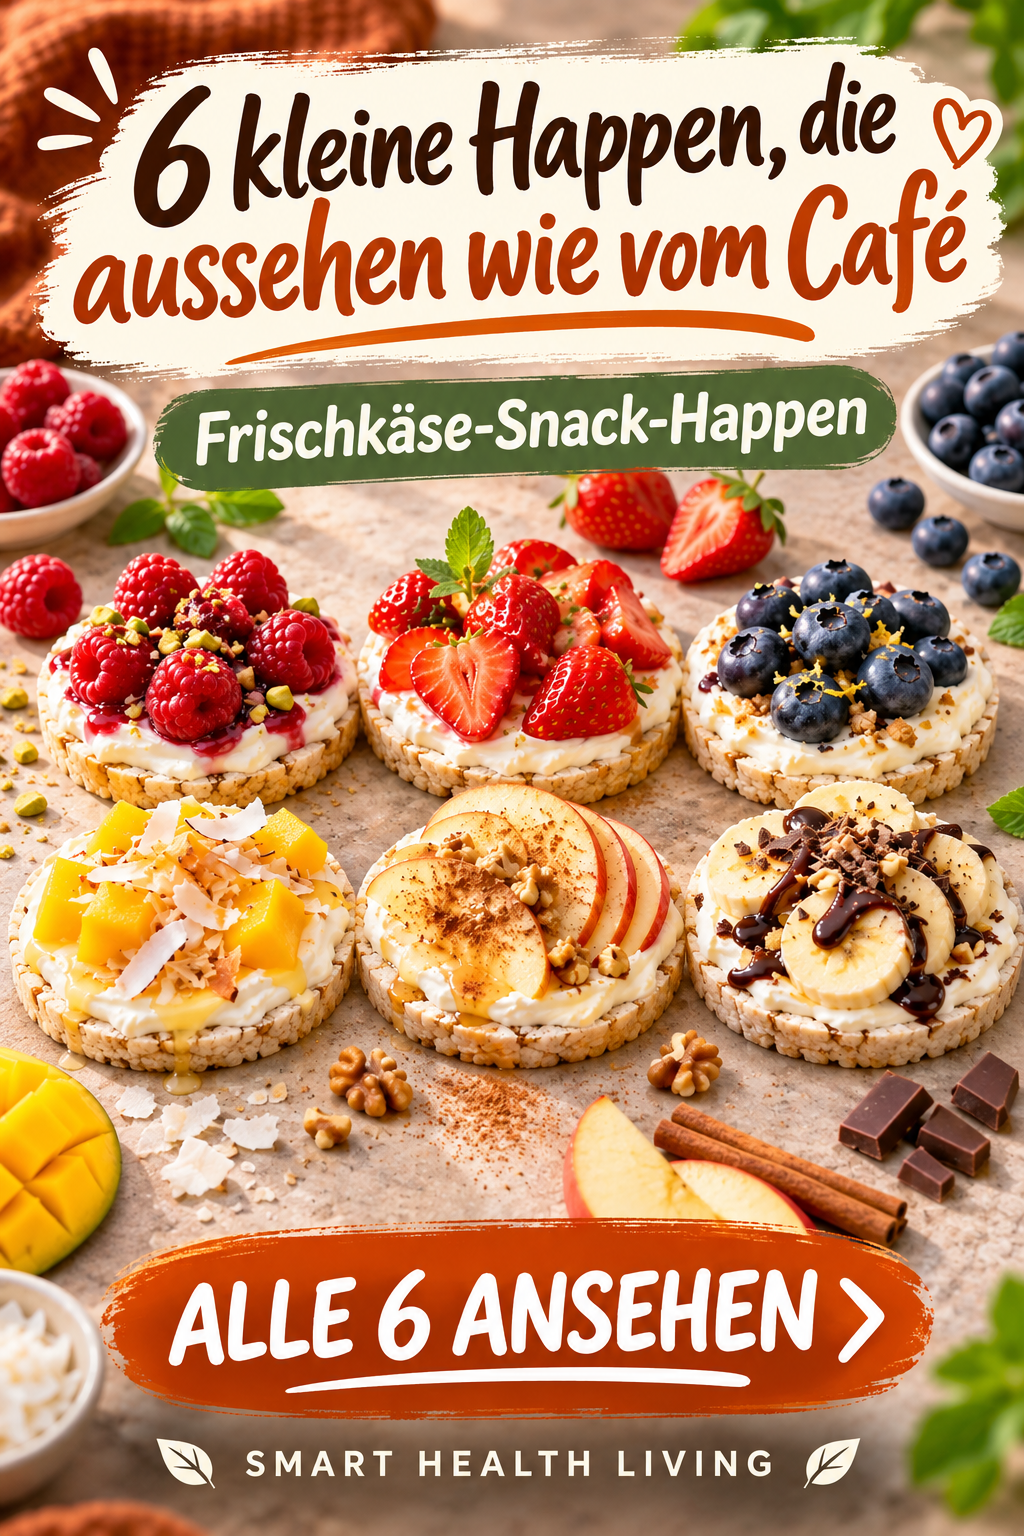 6 kleine Happen, die
aussehen wie vom Café
Frischkäse-Snack-Happen
ALLE 6 ANSEHEN
SMART HEALTH LIVING